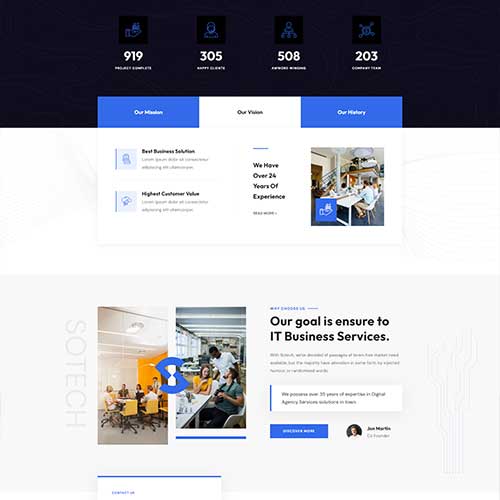 919
305
508
203
PROJECT COMPLETE
HAPPY CLIENTS
AWWORD WINGING
COMPANY TEAM
Our Mission
Our Vision
Our History
Best Business Solution
Lorem ipsum dolor sit consectetur
adipiscing elit olobortisen.
Highest Customer Value
Lorem ipsum dolor sit consectetur
adipiscing elit olobortisen.
We Have
Over 24
Years Of
Experience
READ MORE +
SOTECH
WHY CHOOSE US
Our goal is ensure to
IT Business Services.
With Sotech, we've decided of passages of lorem free market need
available, but the majority have alteration in some form, by injected
humour, or randomised words.
We possess over 35 years of expertise in Digital
Agency Services solutions in town
DISCOVER MORE
Jon Martin
Co Founder
CONTACT US